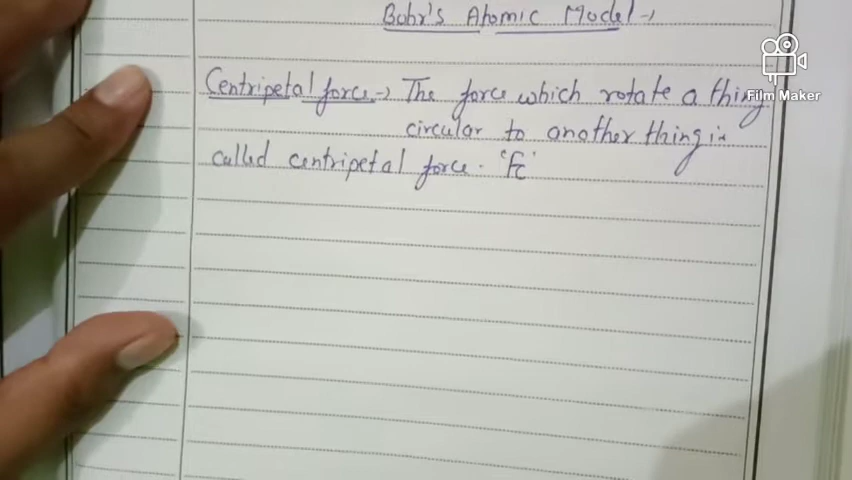 Bohr's Atomic Model →
Centripetal force → The force which rotate a thing
circular to another thing is
called centripetal force. 'Fc'
Film Maker